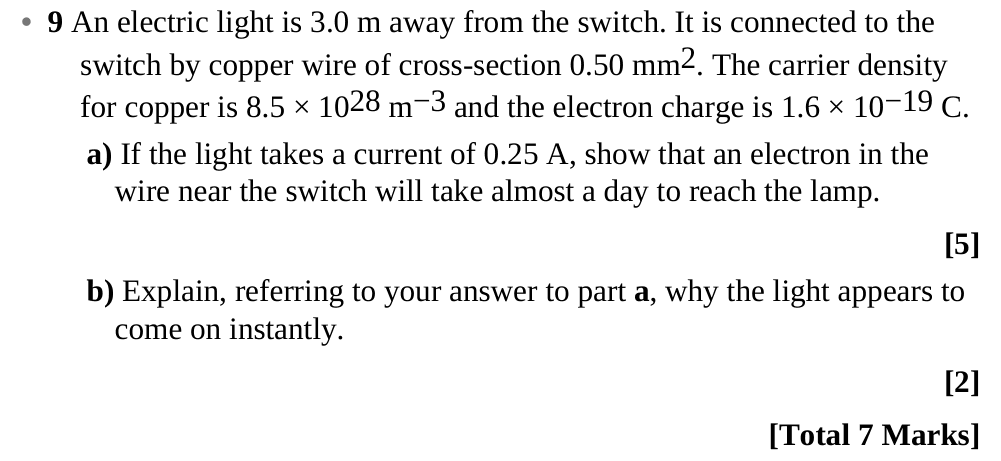 • 9 An electric light is 3.0 m away from the switch. It is connected to the
switch by copper wire of cross-section 0.50 mm². The carrier density
for copper is 8.5 × 10²⁸ m⁻³ and the electron charge is 1.6 × 10⁻¹⁹ C.
a) If the light takes a current of 0.25 A, show that an electron in the
wire near the switch will take almost a day to reach the lamp.
[5]
b) Explain, referring to your answer to part a, why the light appears to
come on instantly.
[2]
[Total 7 Marks]